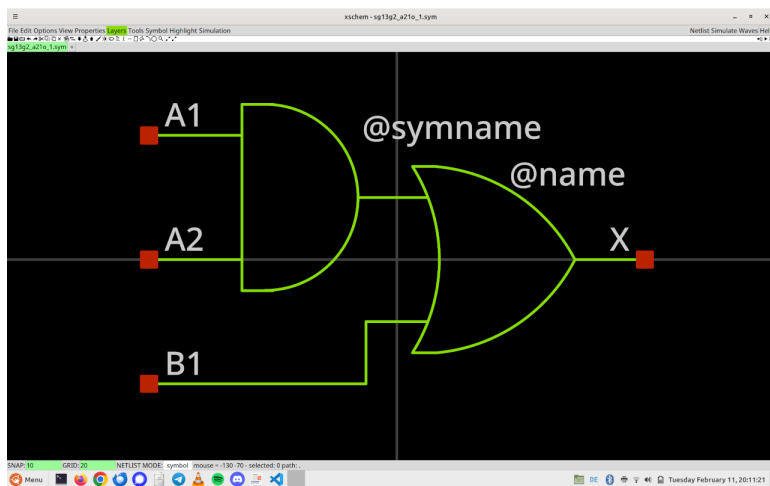 xschem - sg13g2_a21o_1.sym
File Edit Options View Properties Layers Tools Symbol Highlight Simulation
Netlist Simulate Waves Hel
sg13g2_a21o_1.sym
A1
@symname
@name
A2
X
B1
SNAP: 10 GRID: 20 NETLIST MODE: symbol mouse = -130 -70 - selected: 0 path: .
Menu
DE
Tuesday February 11, 20:11:21